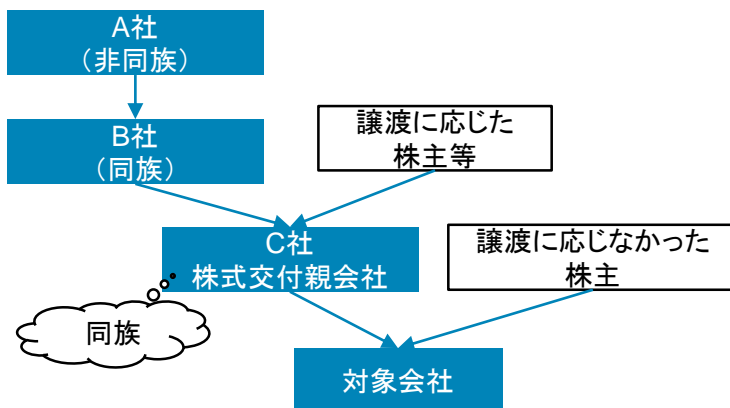 A社
（非同族）
B社
（同族）
譲渡に応じた
株主等
C社
株式交付親会社
譲渡に応じなかった
株主
同族
対象会社